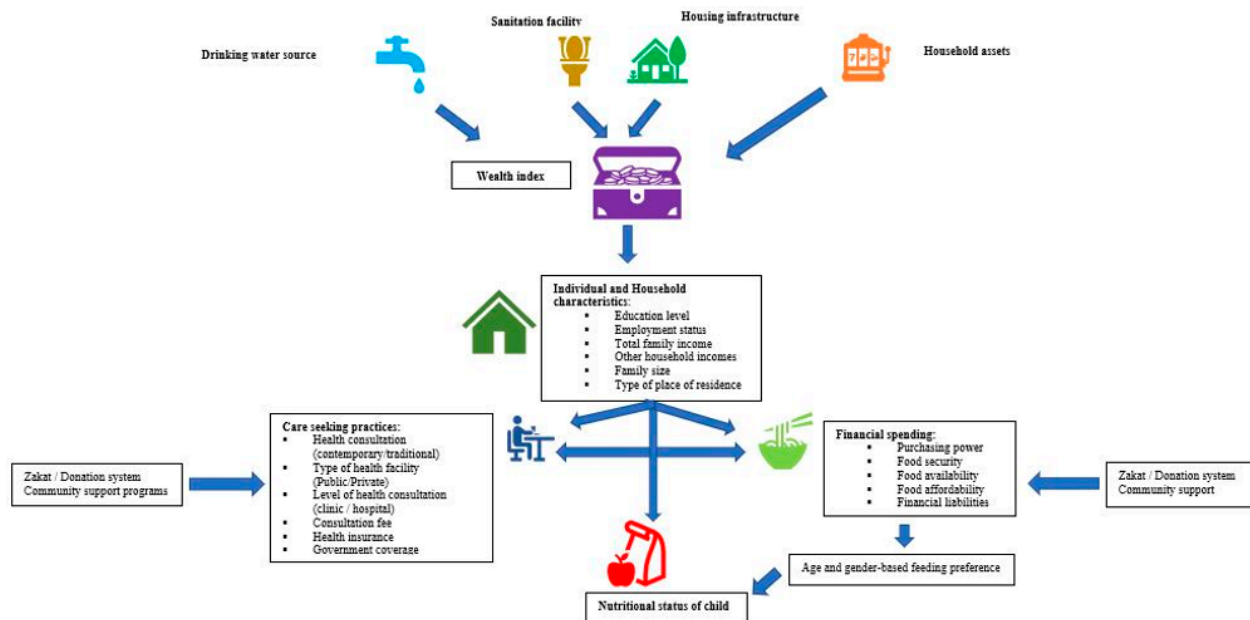 Sanitation facility
Housing infrastructure
Drinking water source
Household assets
Wealth index
Individual and Household
characteristics:
▪ Education level
▪ Employment status
▪ Total family income
▪ Other household incomes
▪ Family size
▪ Type of place of residence
Care seeking practices:
▪ Health consultation
(contemporary/traditional)
▪ Type of health facility
(Public/Private)
▪ Level of health consultation
(clinic / hospital)
▪ Consultation fee
▪ Health insurance
▪ Government coverage
Financial spending:
▪ Purchasing power
▪ Food security
▪ Food availability
▪ Food affordability
▪ Financial liabilities
Zakat / Donation system
Community support programs
Zakat / Donation system
Community support
Age and gender-based feeding preference
Nutritional status of child